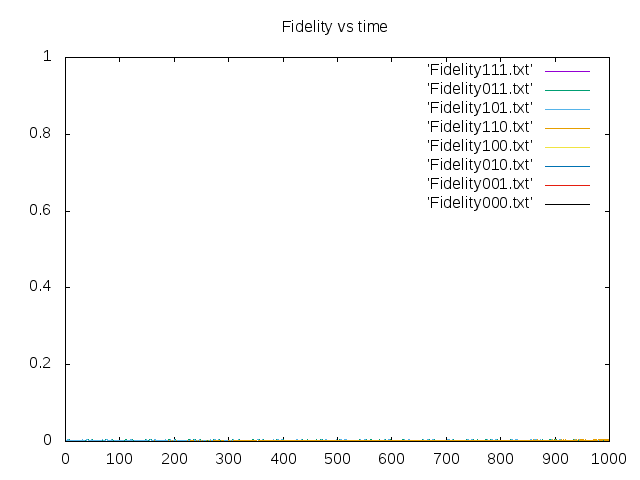 Fidelity vs time
1
0.8
0.6
0.4
0.2
0
'Fidelity111.txt'
'Fidelity011.txt'
'Fidelity101.txt'
'Fidelity110.txt'
'Fidelity100.txt'
'Fidelity010.txt'
'Fidelity001.txt'
'Fidelity000.txt'
0 100 200 300 400 500 600 700 800 900 1000